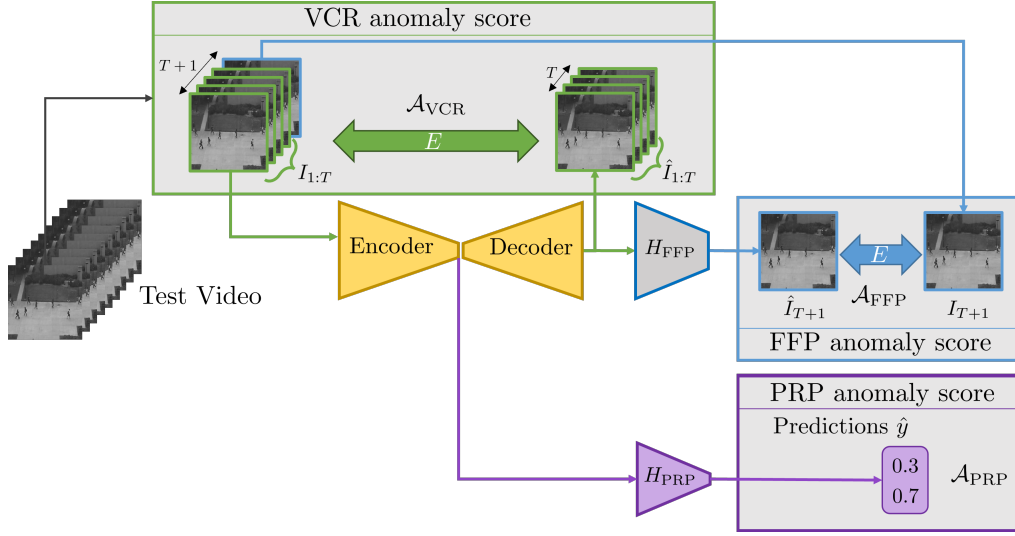 VCR anomaly score
T + 1
T
𝒜_VCR
E
I_{1:T}
Î_{1:T}
Encoder
Decoder
H_FFP
E
Test Video
Î_{T+1}
𝒜_FFP
I_{T+1}
FFP anomaly score
PRP anomaly score
Predictions ŷ
H_PRP
0.3
0.7
𝒜_PRP